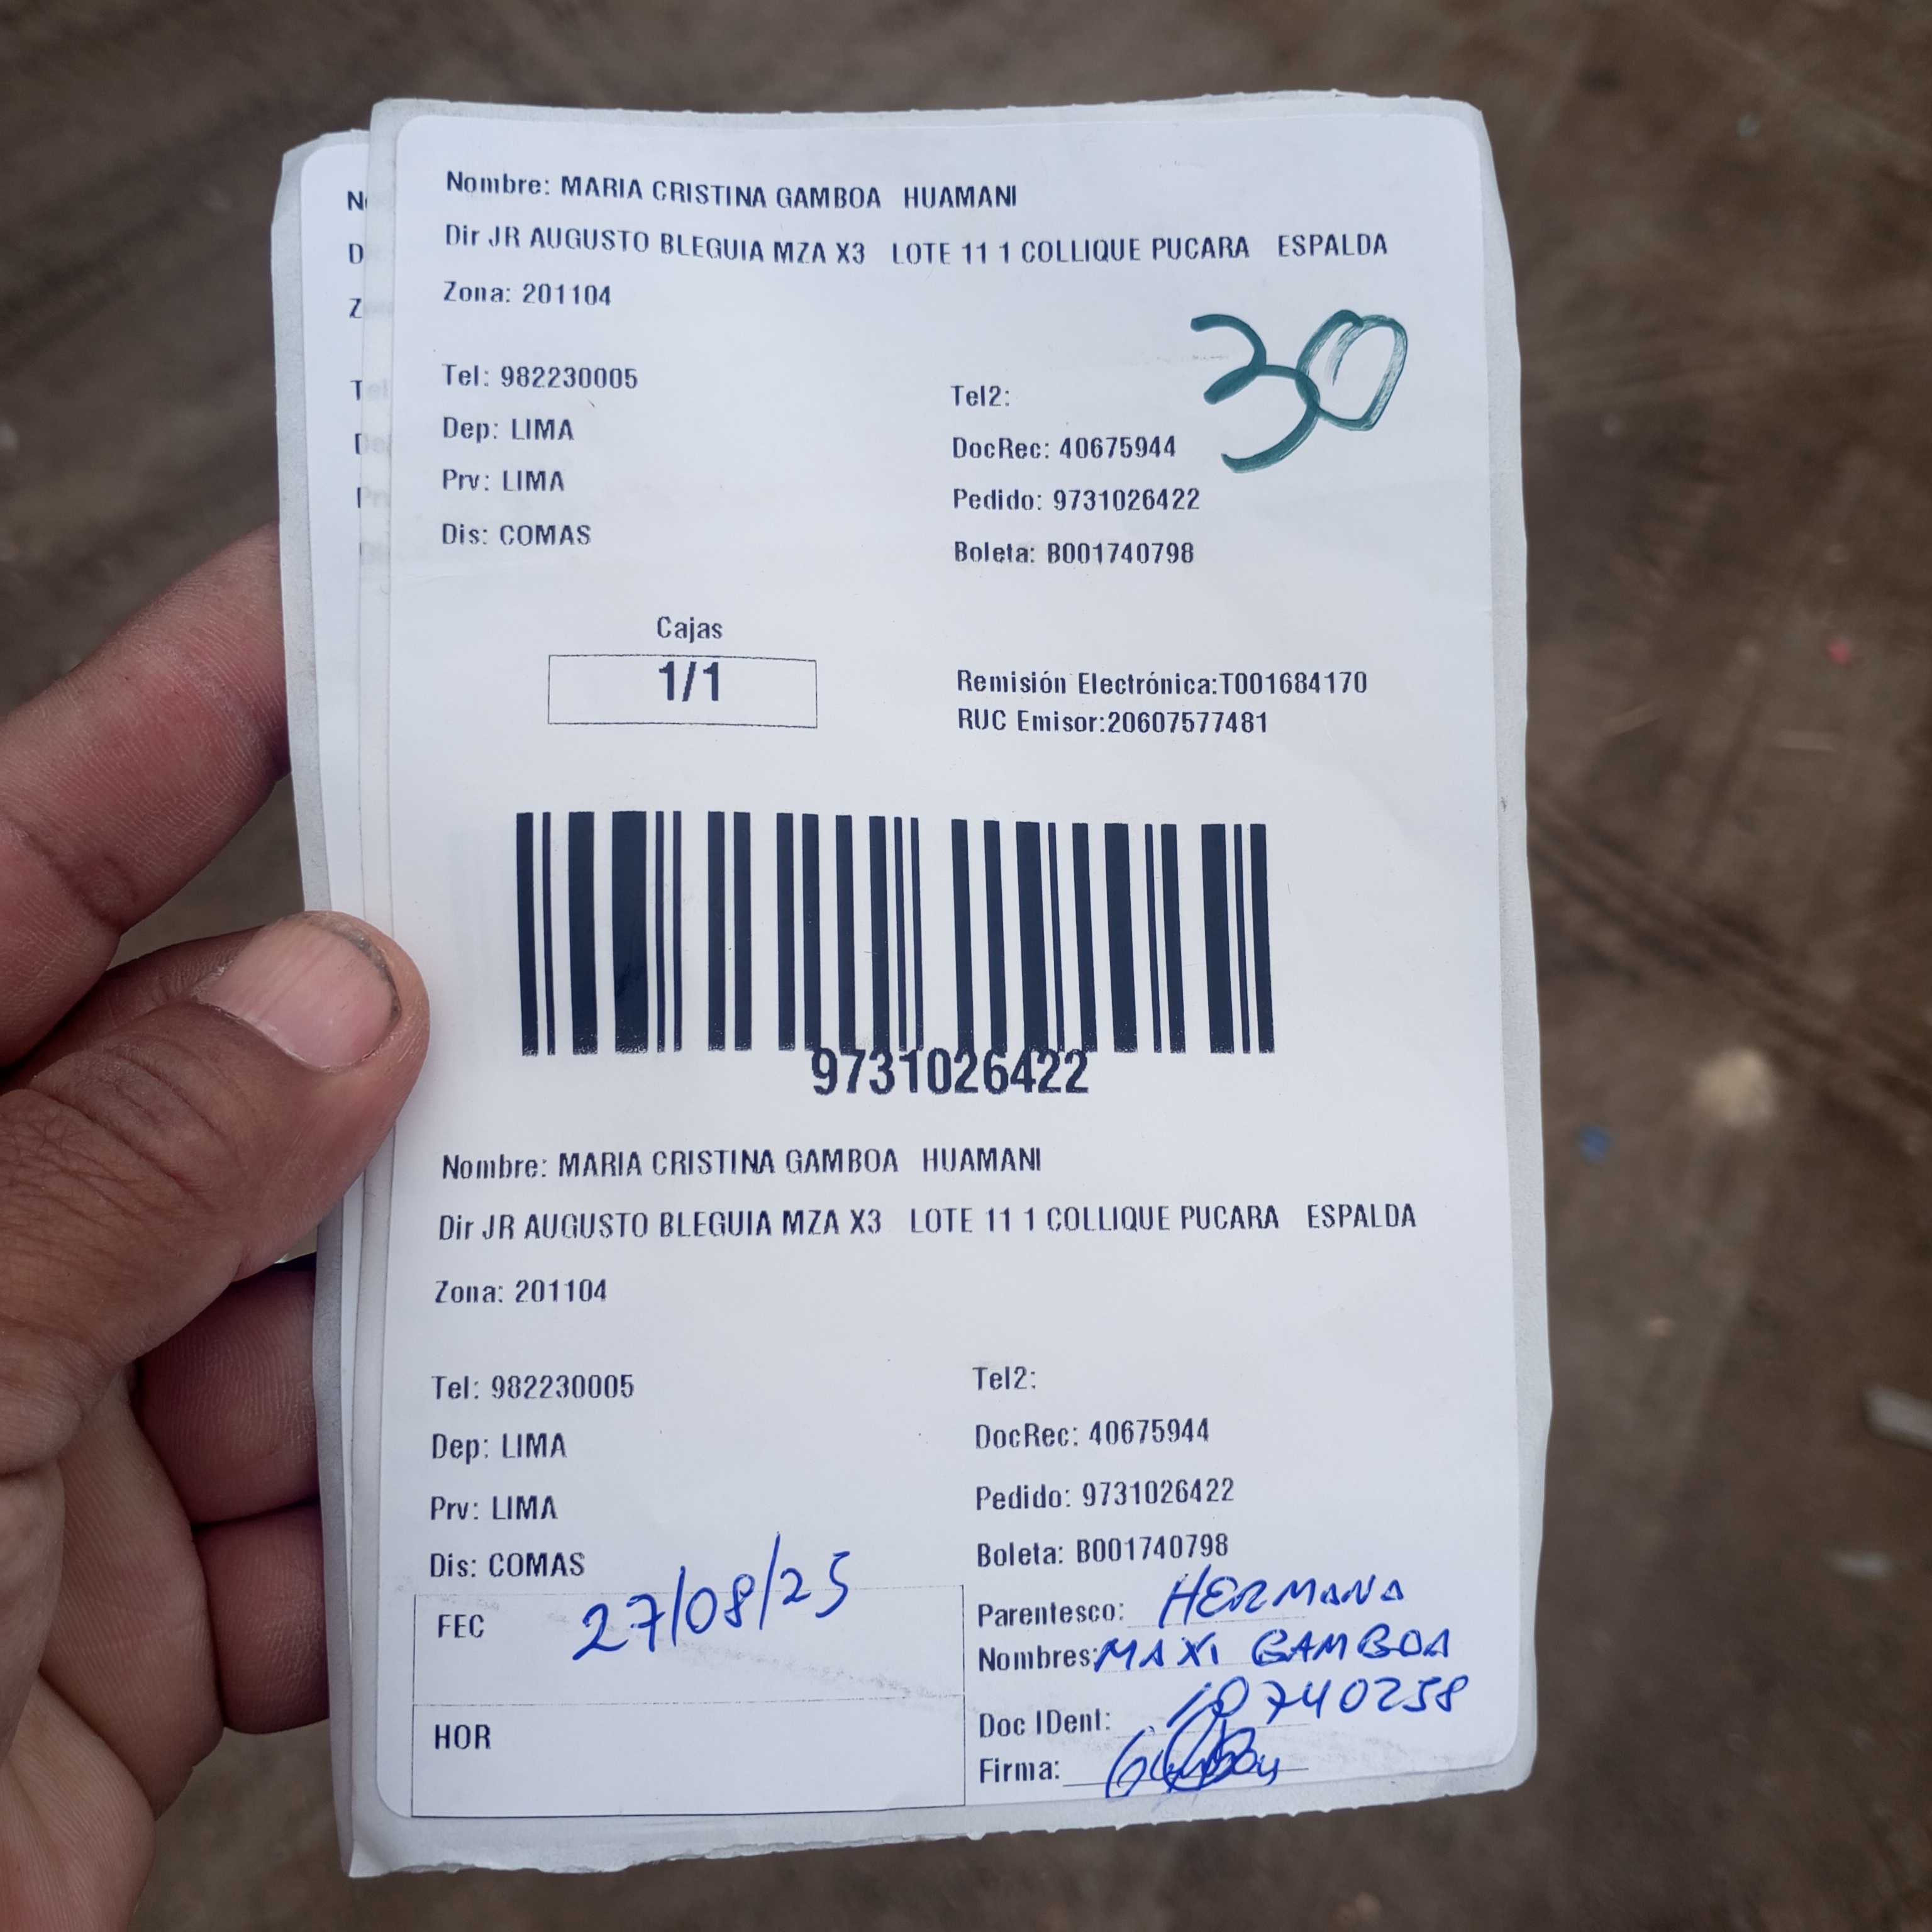 Nombre: MARIA CRISTINA GAMBOA HUAMANI
Dir JR AUGUSTO BLEGUIA MZA X3 LOTE 11 1 COLLIQUE PUCARA ESPALDA
Zona: 201104
30
Tel: 982230005
Tel2:
Dep: LIMA
DocRec: 40675944
Prv: LIMA
Pedido: 9731026422
Dis: COMAS
Boleta: B001740798
Cajas
1/1
Remisión Electrónica:T001684170
RUC Emisor:20607577481
9731026422
Nombre: MARIA CRISTINA GAMBOA HUAMANI
Dir JR AUGUSTO BLEGUIA MZA X3 LOTE 11 1 COLLIQUE PUCARA ESPALDA
Zona: 201104
Tel: 982230005
Tel2:
Dep: LIMA
DocRec: 40675944
Prv: LIMA
Pedido: 9731026422
Dis: COMAS
Boleta: B001740798
FEC 27/08/25
Parentesco: HERMANA
Nombres: MAXI GAMBOA
Doc IDent: 10740258
HOR
Firma: